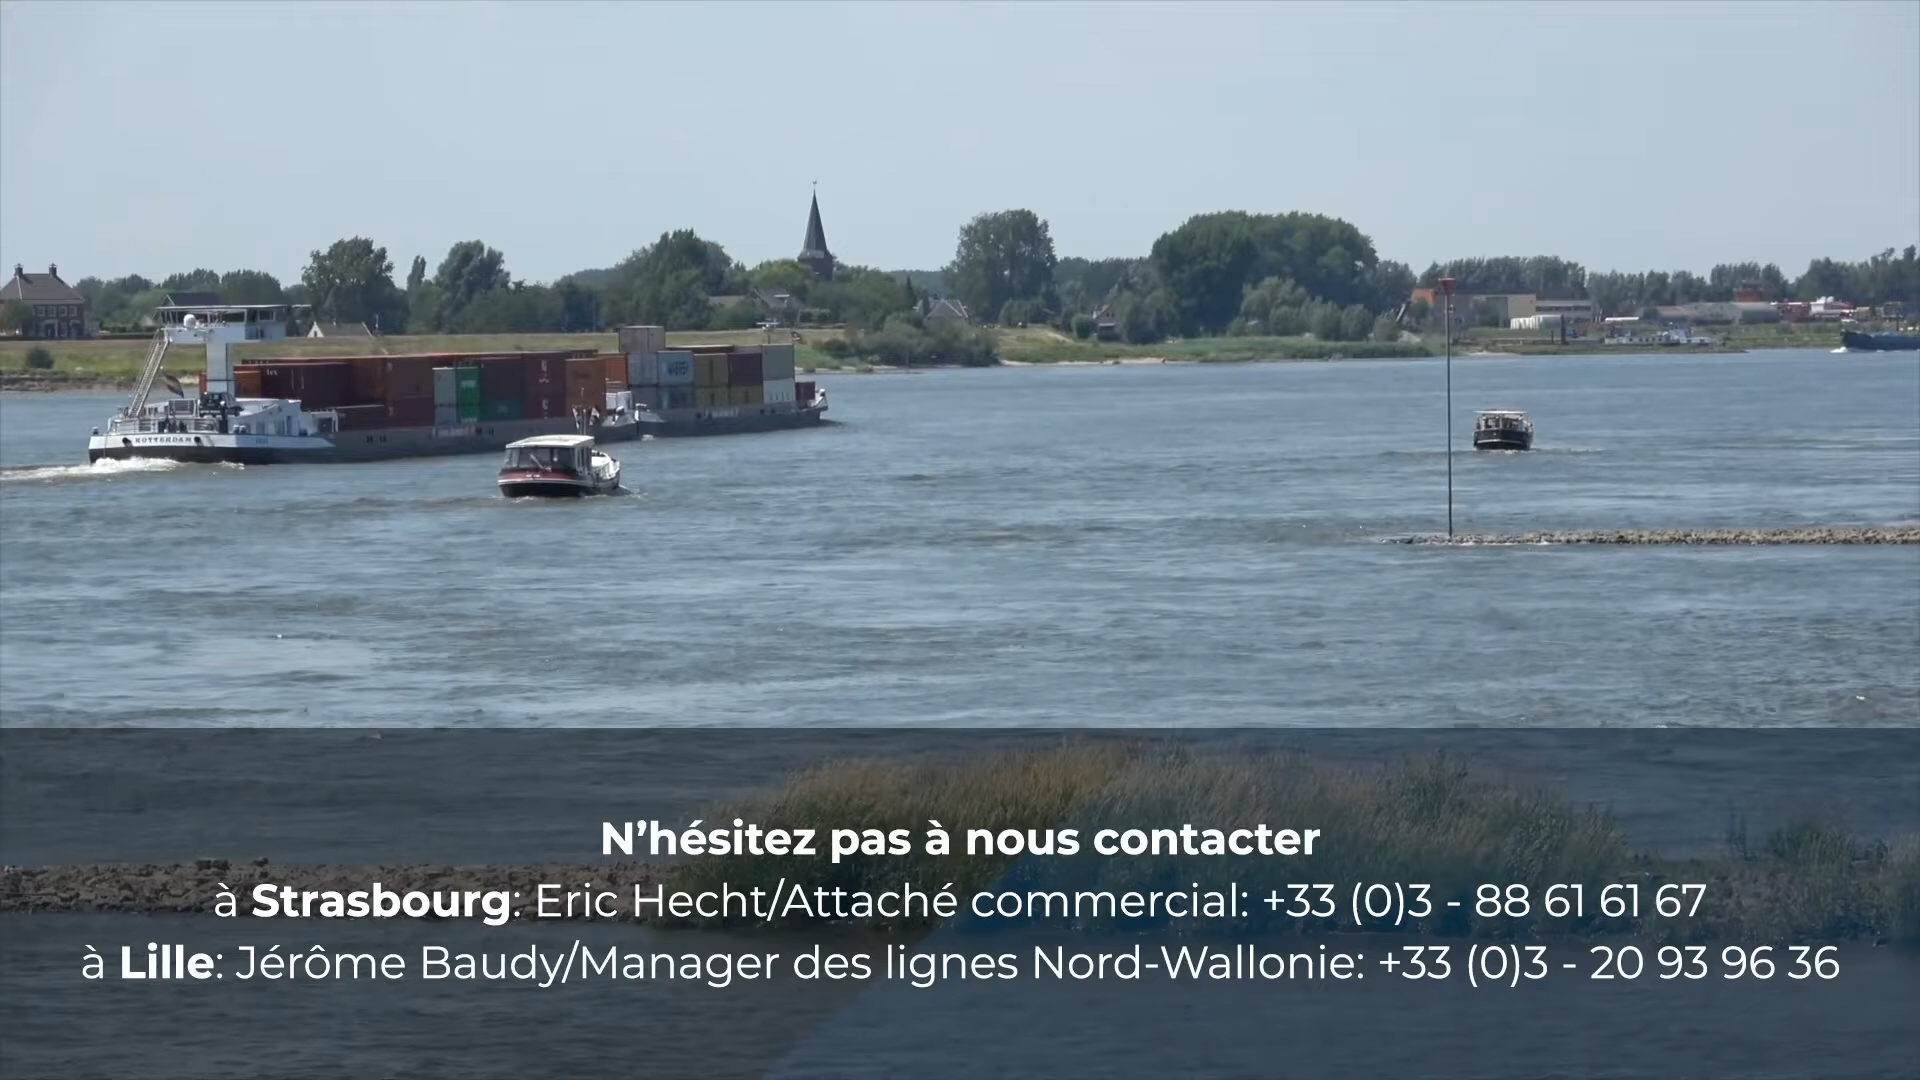 ROTTERDAM
N'hésitez pas à nous contacter
à Strasbourg: Eric Hecht/Attaché commercial: +33 (0)3 - 88 61 61 67
à Lille: Jérôme Baudy/Manager des lignes Nord-Wallonie: +33 (0)3 - 20 93 96 36